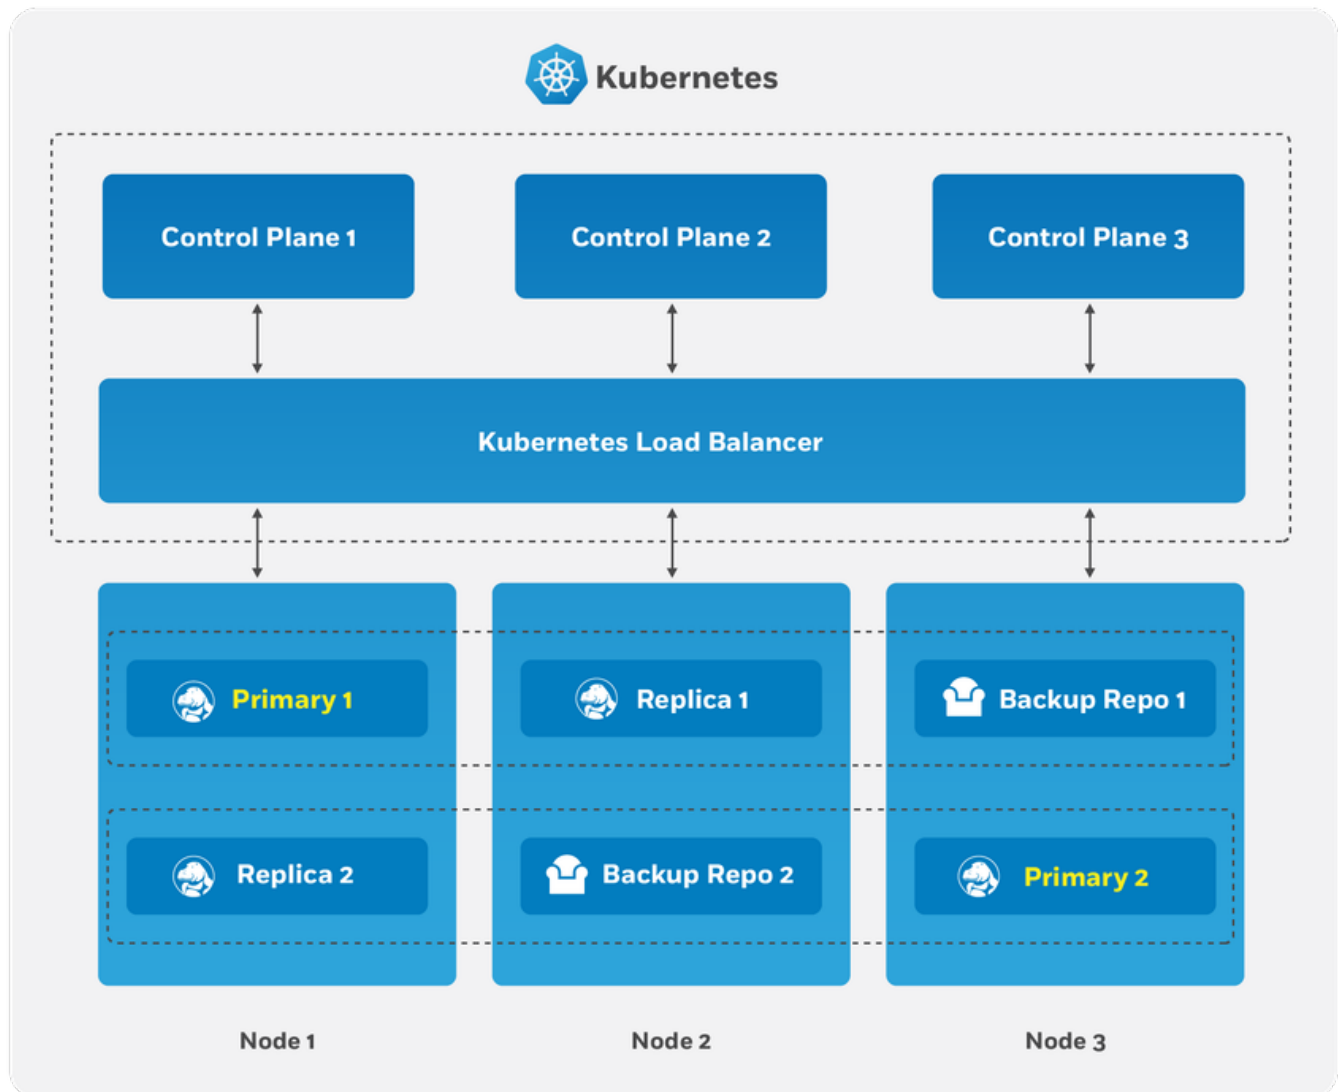 Kubernetes
Control Plane 1
Control Plane 2
Control Plane 3
Kubernetes Load Balancer
Primary 1
Replica 1
Backup Repo 1
Replica 2
Backup Repo 2
Primary 2
Node 1
Node 2
Node 3